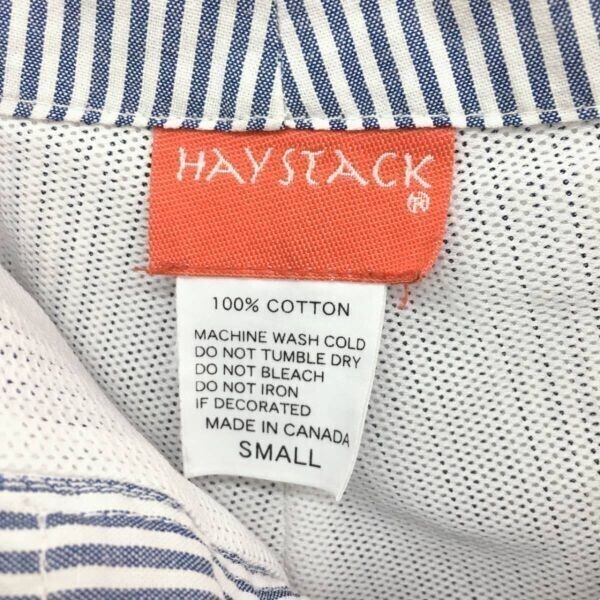 HAYSTACK
®
100% COTTON
MACHINE WASH COLD
DO NOT TUMBLE DRY
DO NOT BLEACH
DO NOT IRON
IF DECORATED
MADE IN CANADA
SMALL